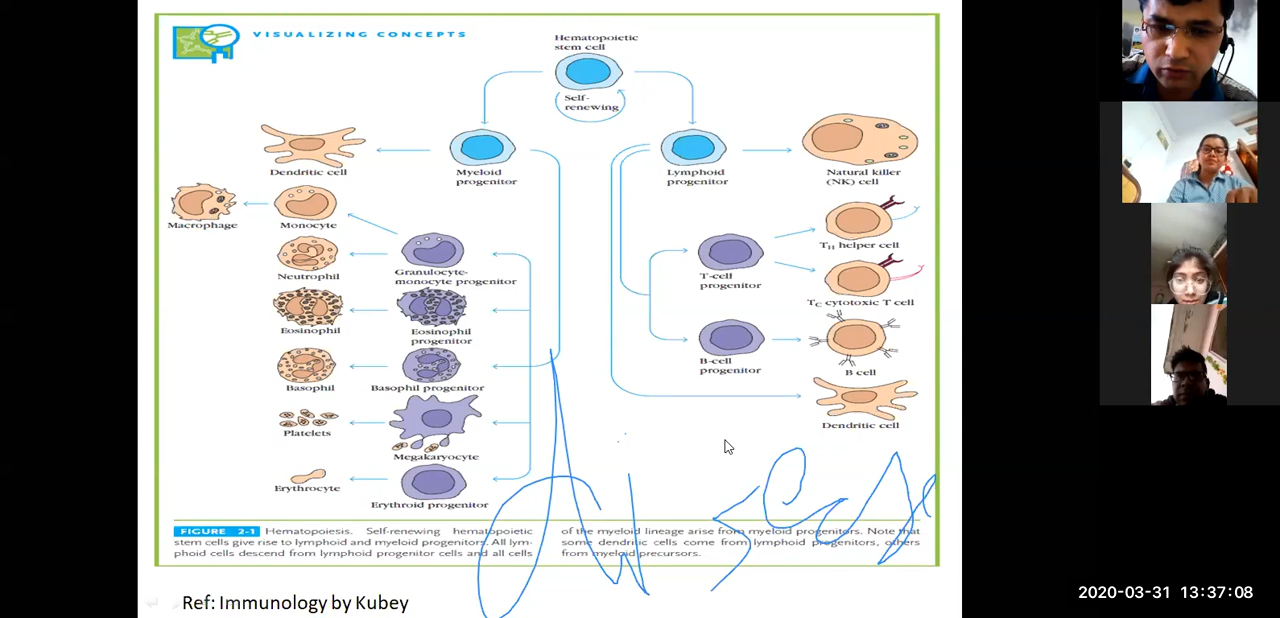 VISUALIZING CONCEPTS
Hematopoietic
stem cell
Self-
renewing
Dendritic cell
Myeloid
progenitor
Lymphoid
progenitor
Natural killer
(NK) cell
Macrophage
Monocyte
Neutrophil
Granulocyte-
monocyte progenitor
T-cell
progenitor
TH helper cell
TC cytotoxic T cell
Eosinophil
Eosinophil
progenitor
B-cell
progenitor
B cell
Basophil
Basophil progenitor
Dendritic cell
Platelets
Megakaryocyte
Erythrocyte
Erythroid progenitor
FIGURE 2-1 Hematopoiesis. Self-renewing hematopoietic
stem cells give rise to lymphoid and myeloid progenitors. All lym-
phoid cells descend from lymphoid progenitor cells and all cells
of the myeloid lineage arise from myeloid progenitors. Note that
some dendritic cells come from lymphoid progenitors, others
from myeloid precursors.
Ref: Immunology by Kubey
2020-03-31 13:37:08